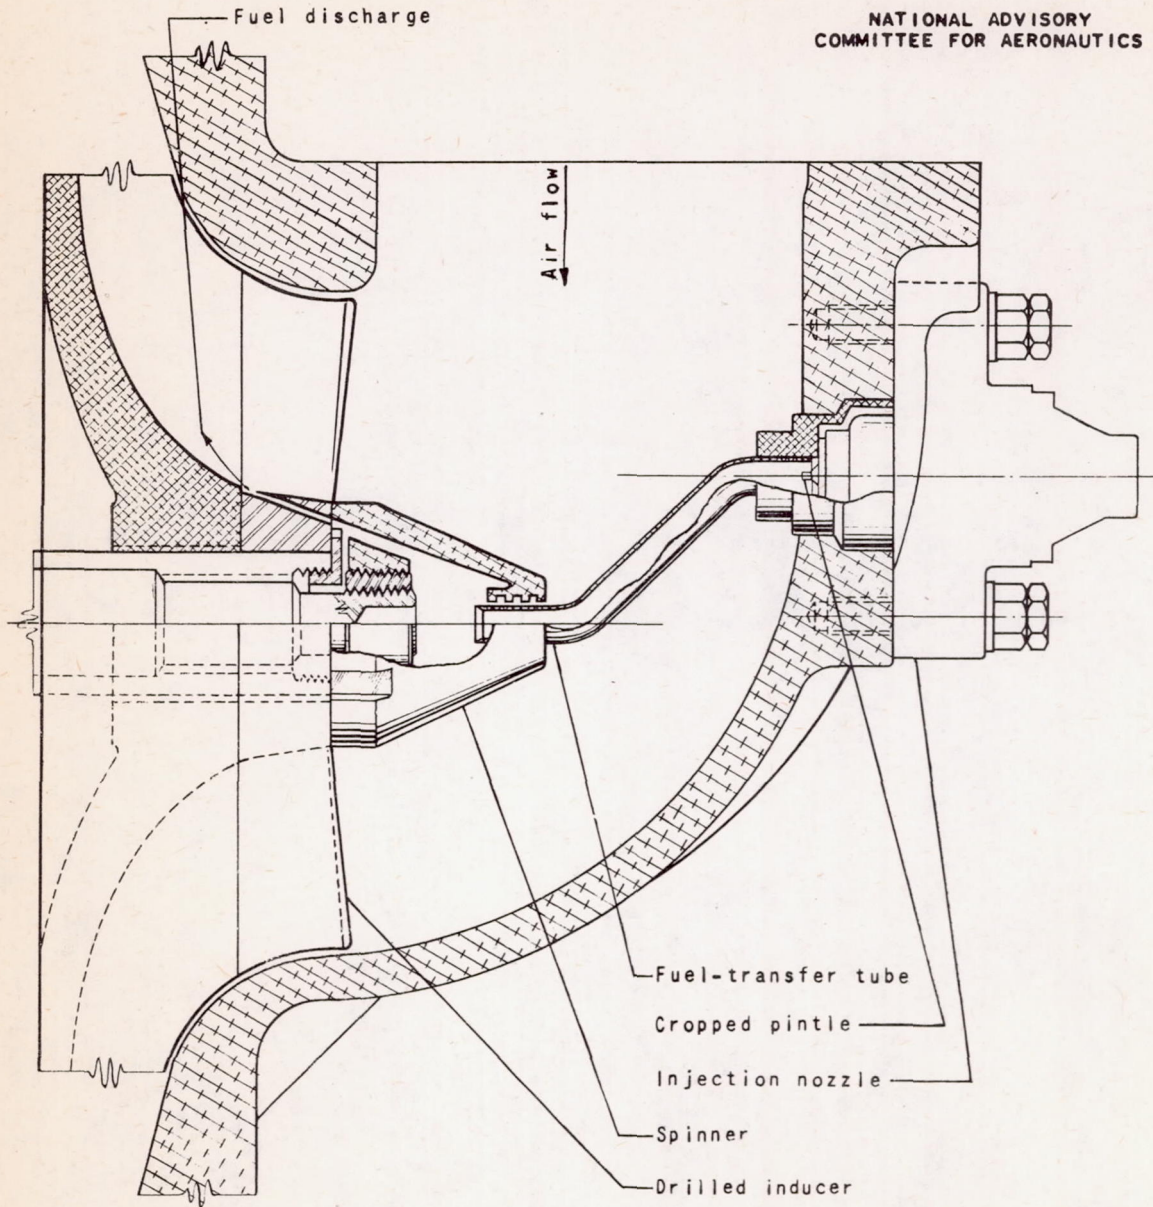 Fuel discharge
NATIONAL ADVISORY
COMMITTEE FOR AERONAUTICS
Air flow
Fuel-transfer tube
Cropped pintle
Injection nozzle
Spinner
Drilled inducer